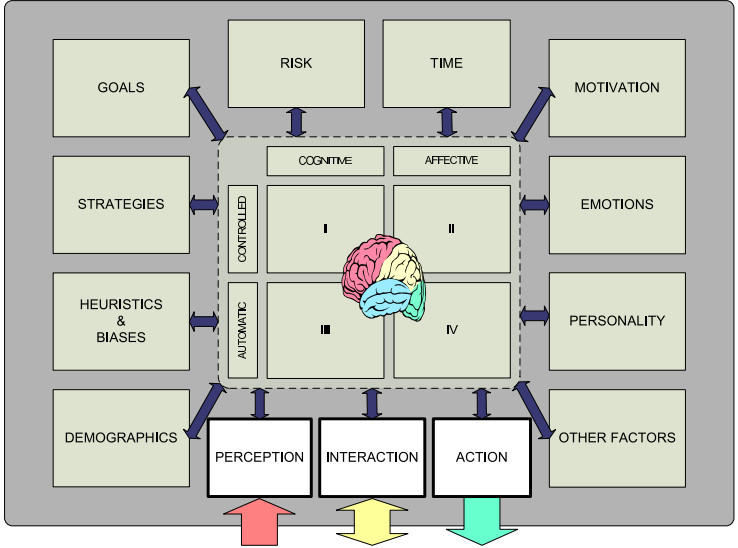 RISK
TIME
GOALS
MOTIVATION
COGNITIVE
AFFECTIVE
STRATEGIES
CONTROLLED
I
II
EMOTIONS
HEURISTICS
&
BIASES
AUTOMATIC
III
IV
PERSONALITY
DEMOGRAPHICS
PERCEPTION
INTERACTION
ACTION
OTHER FACTORS